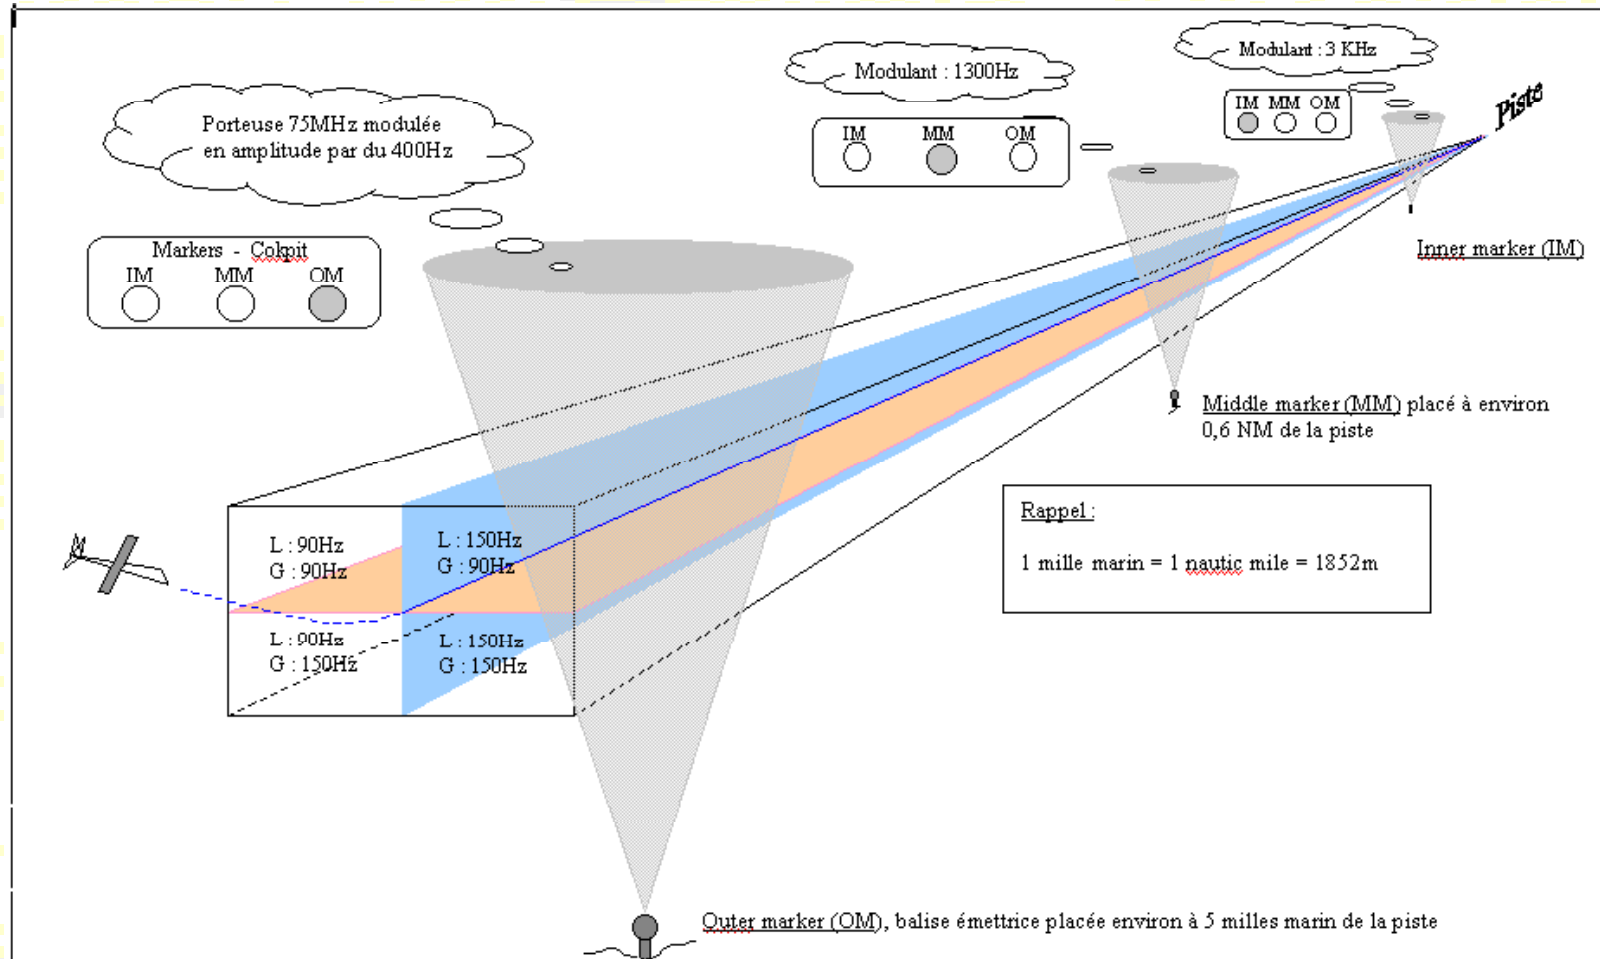 Porteuse 75MHz modulée
en amplitude par du 400Hz
Markers - Cokpit
IM MM OM
Modulant : 1300Hz
IM MM OM
Modulant : 3 KHz
IM MM OM
Piste
Inner marker (IM)
Middle marker (MM) placé à environ
0,6 NM de la piste
Rappel :
1 mille marin = 1 nautic mile = 1852m
L : 90Hz
G : 90Hz
L : 150Hz
G : 90Hz
L : 90Hz
G : 150Hz
L : 150Hz
G : 150Hz
Outer marker (OM), balise émettrice placée environ à 5 milles marin de la piste